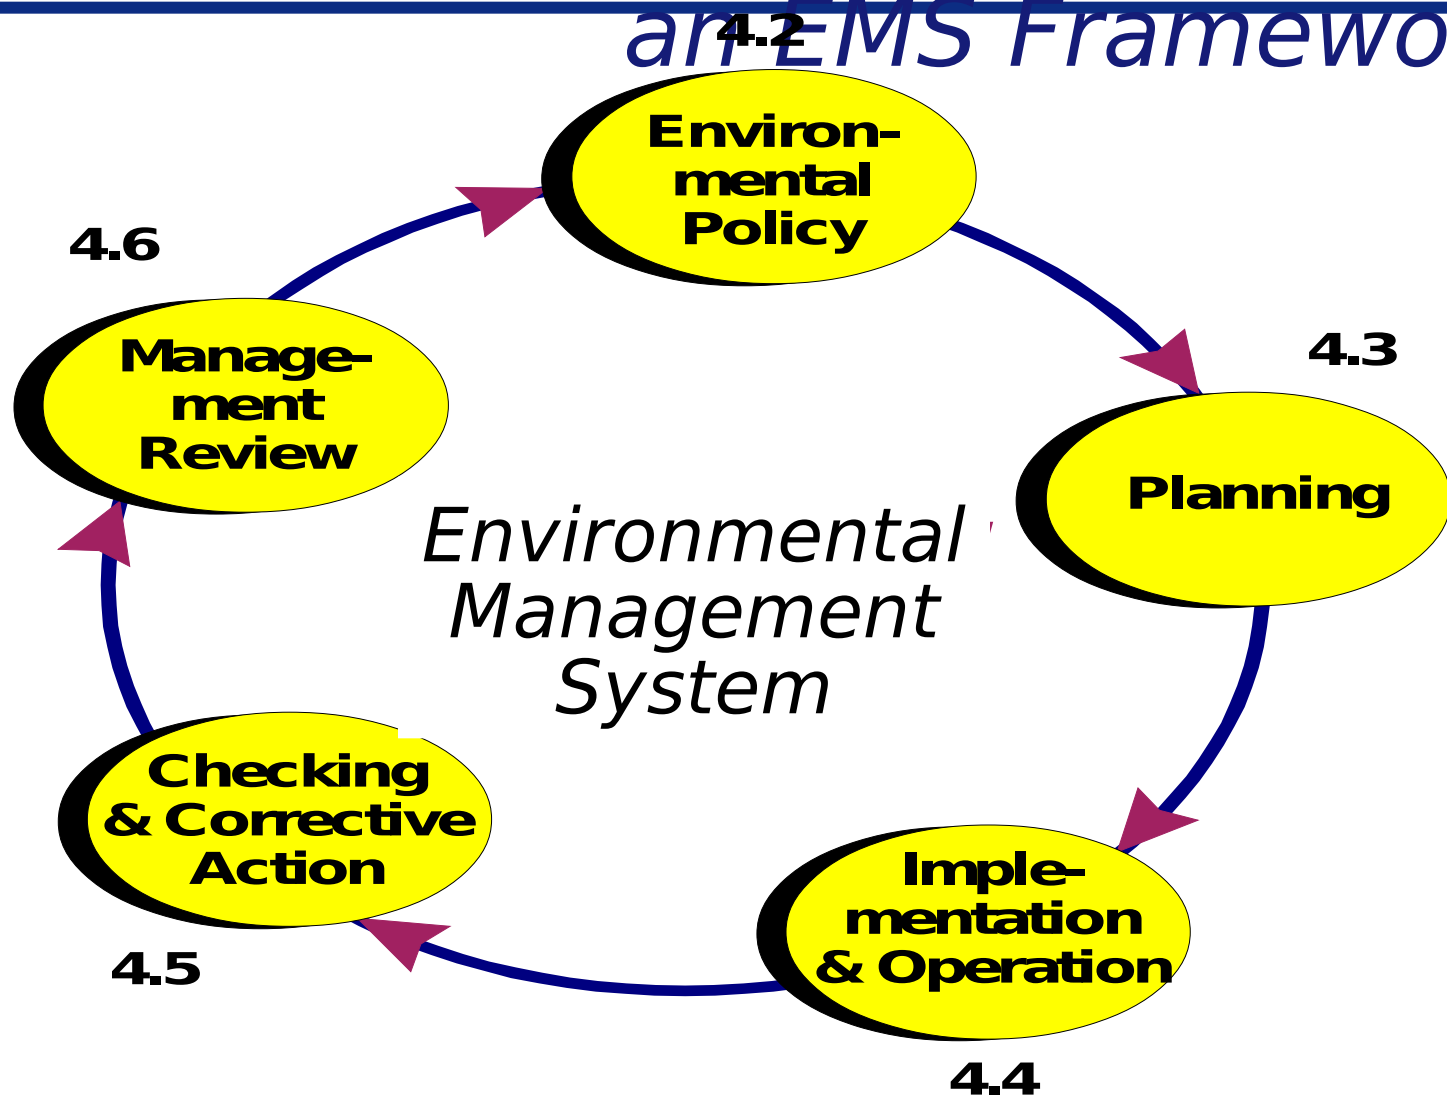 an EMS Framewo
4.2
Environ-
mental
Policy
4.6
Manage-
ment
Review
4.3
Planning
Environmental
Management
System
Checking
& Corrective
Action
4.5
Imple-
mentation
& Operation
4.4